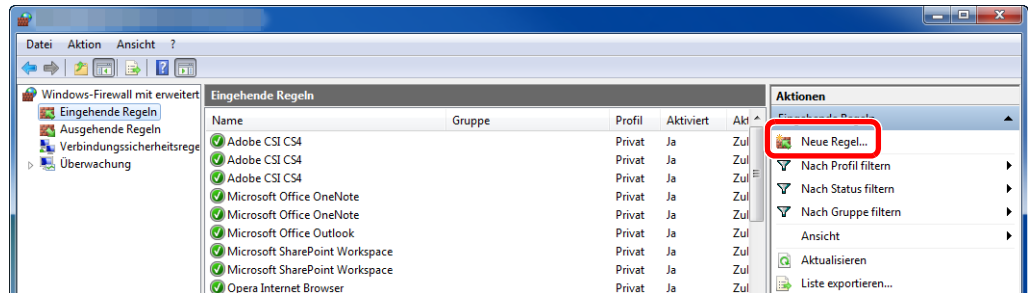 Datei Aktion Ansicht ?
Windows-Firewall mit erweitert
Eingehende Regeln
Ausgehende Regeln
Verbindungssicherheitsrege
Überwachung
Eingehende Regeln
Name Gruppe Profil Aktiviert Akt
Adobe CSI CS4 Privat Ja Zul
Adobe CSI CS4 Privat Ja Zul
Adobe CSI CS4 Privat Ja Zul
Microsoft Office OneNote Privat Ja Zul
Microsoft Office OneNote Privat Ja Zul
Microsoft Office Outlook Privat Ja Zul
Microsoft SharePoint Workspace Privat Ja Zul
Microsoft SharePoint Workspace Privat Ja Zul
Opera Internet Browser Privat Ja Zul
Aktionen
Eingehende Regeln
Neue Regel...
Nach Profil filtern
Nach Status filtern
Nach Gruppe filtern
Ansicht
Aktualisieren
Liste exportieren...